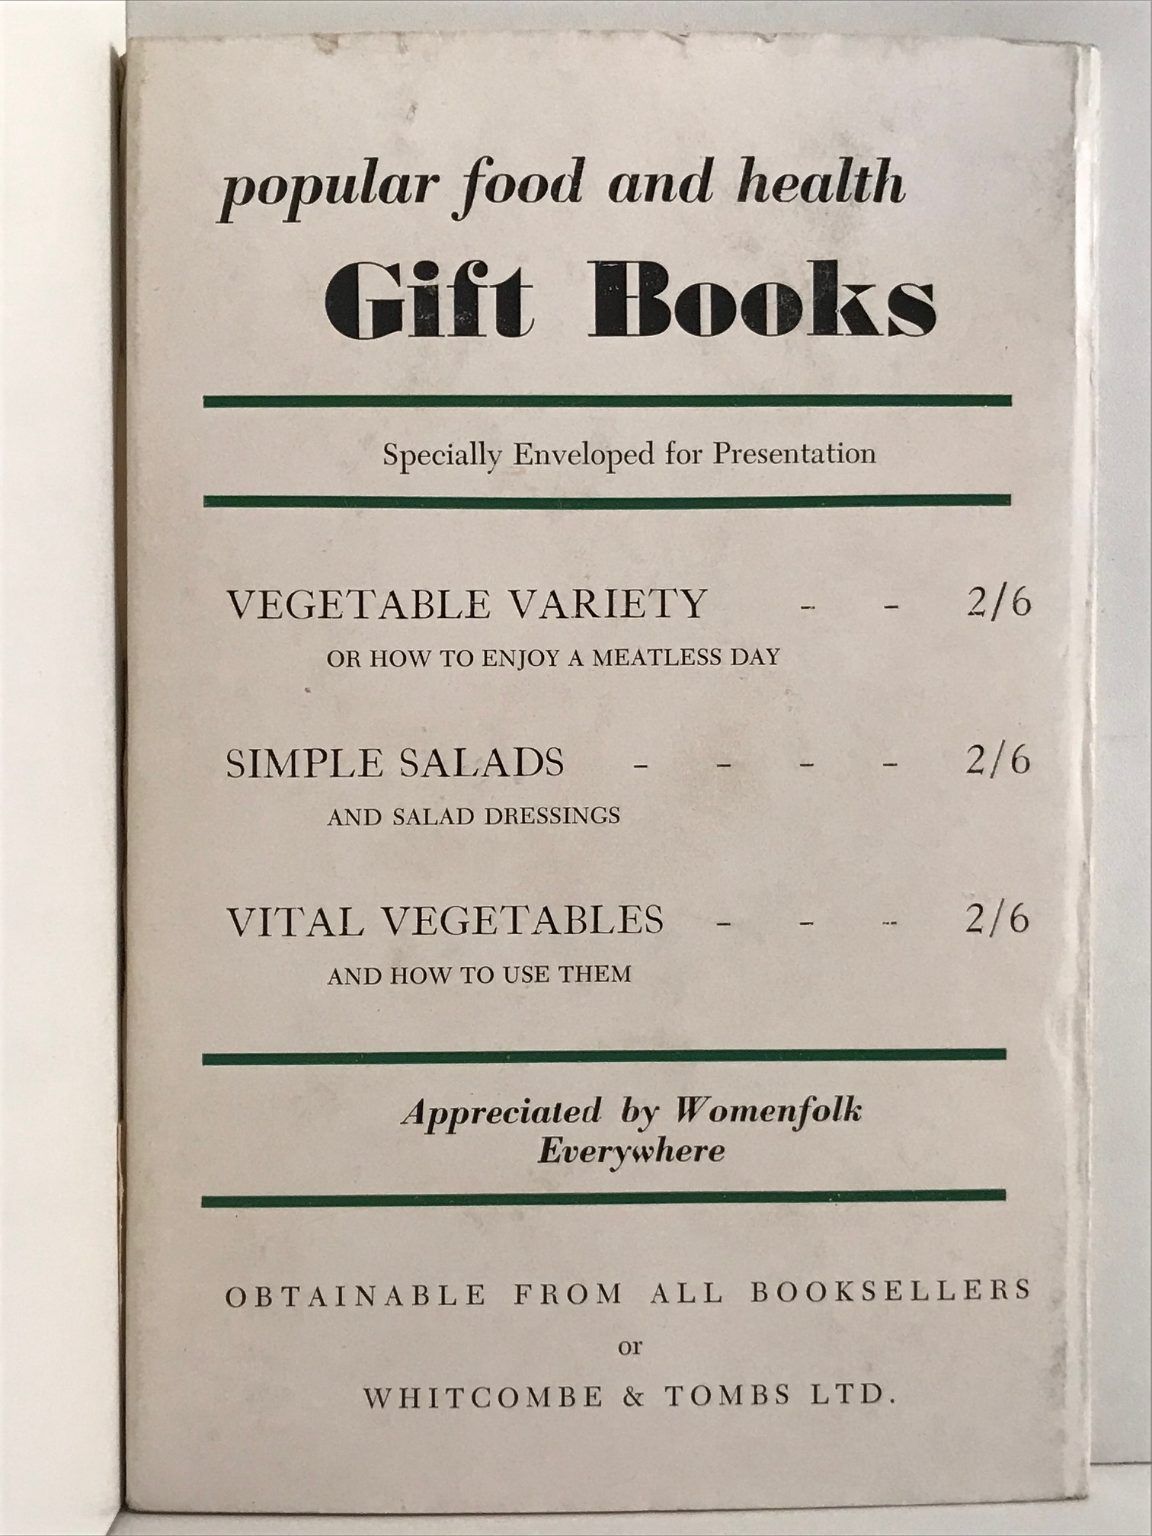 popular food and health
Gift Books
Specially Enveloped for Presentation
VEGETABLE VARIETY - - 2/6
OR HOW TO ENJOY A MEATLESS DAY
SIMPLE SALADS - - - - 2/6
AND SALAD DRESSINGS
VITAL VEGETABLES - - - 2/6
AND HOW TO USE THEM
Appreciated by Womenfolk
Everywhere
OBTAINABLE FROM ALL BOOKSELLERS
or
WHITCOMBE & TOMBS LTD.